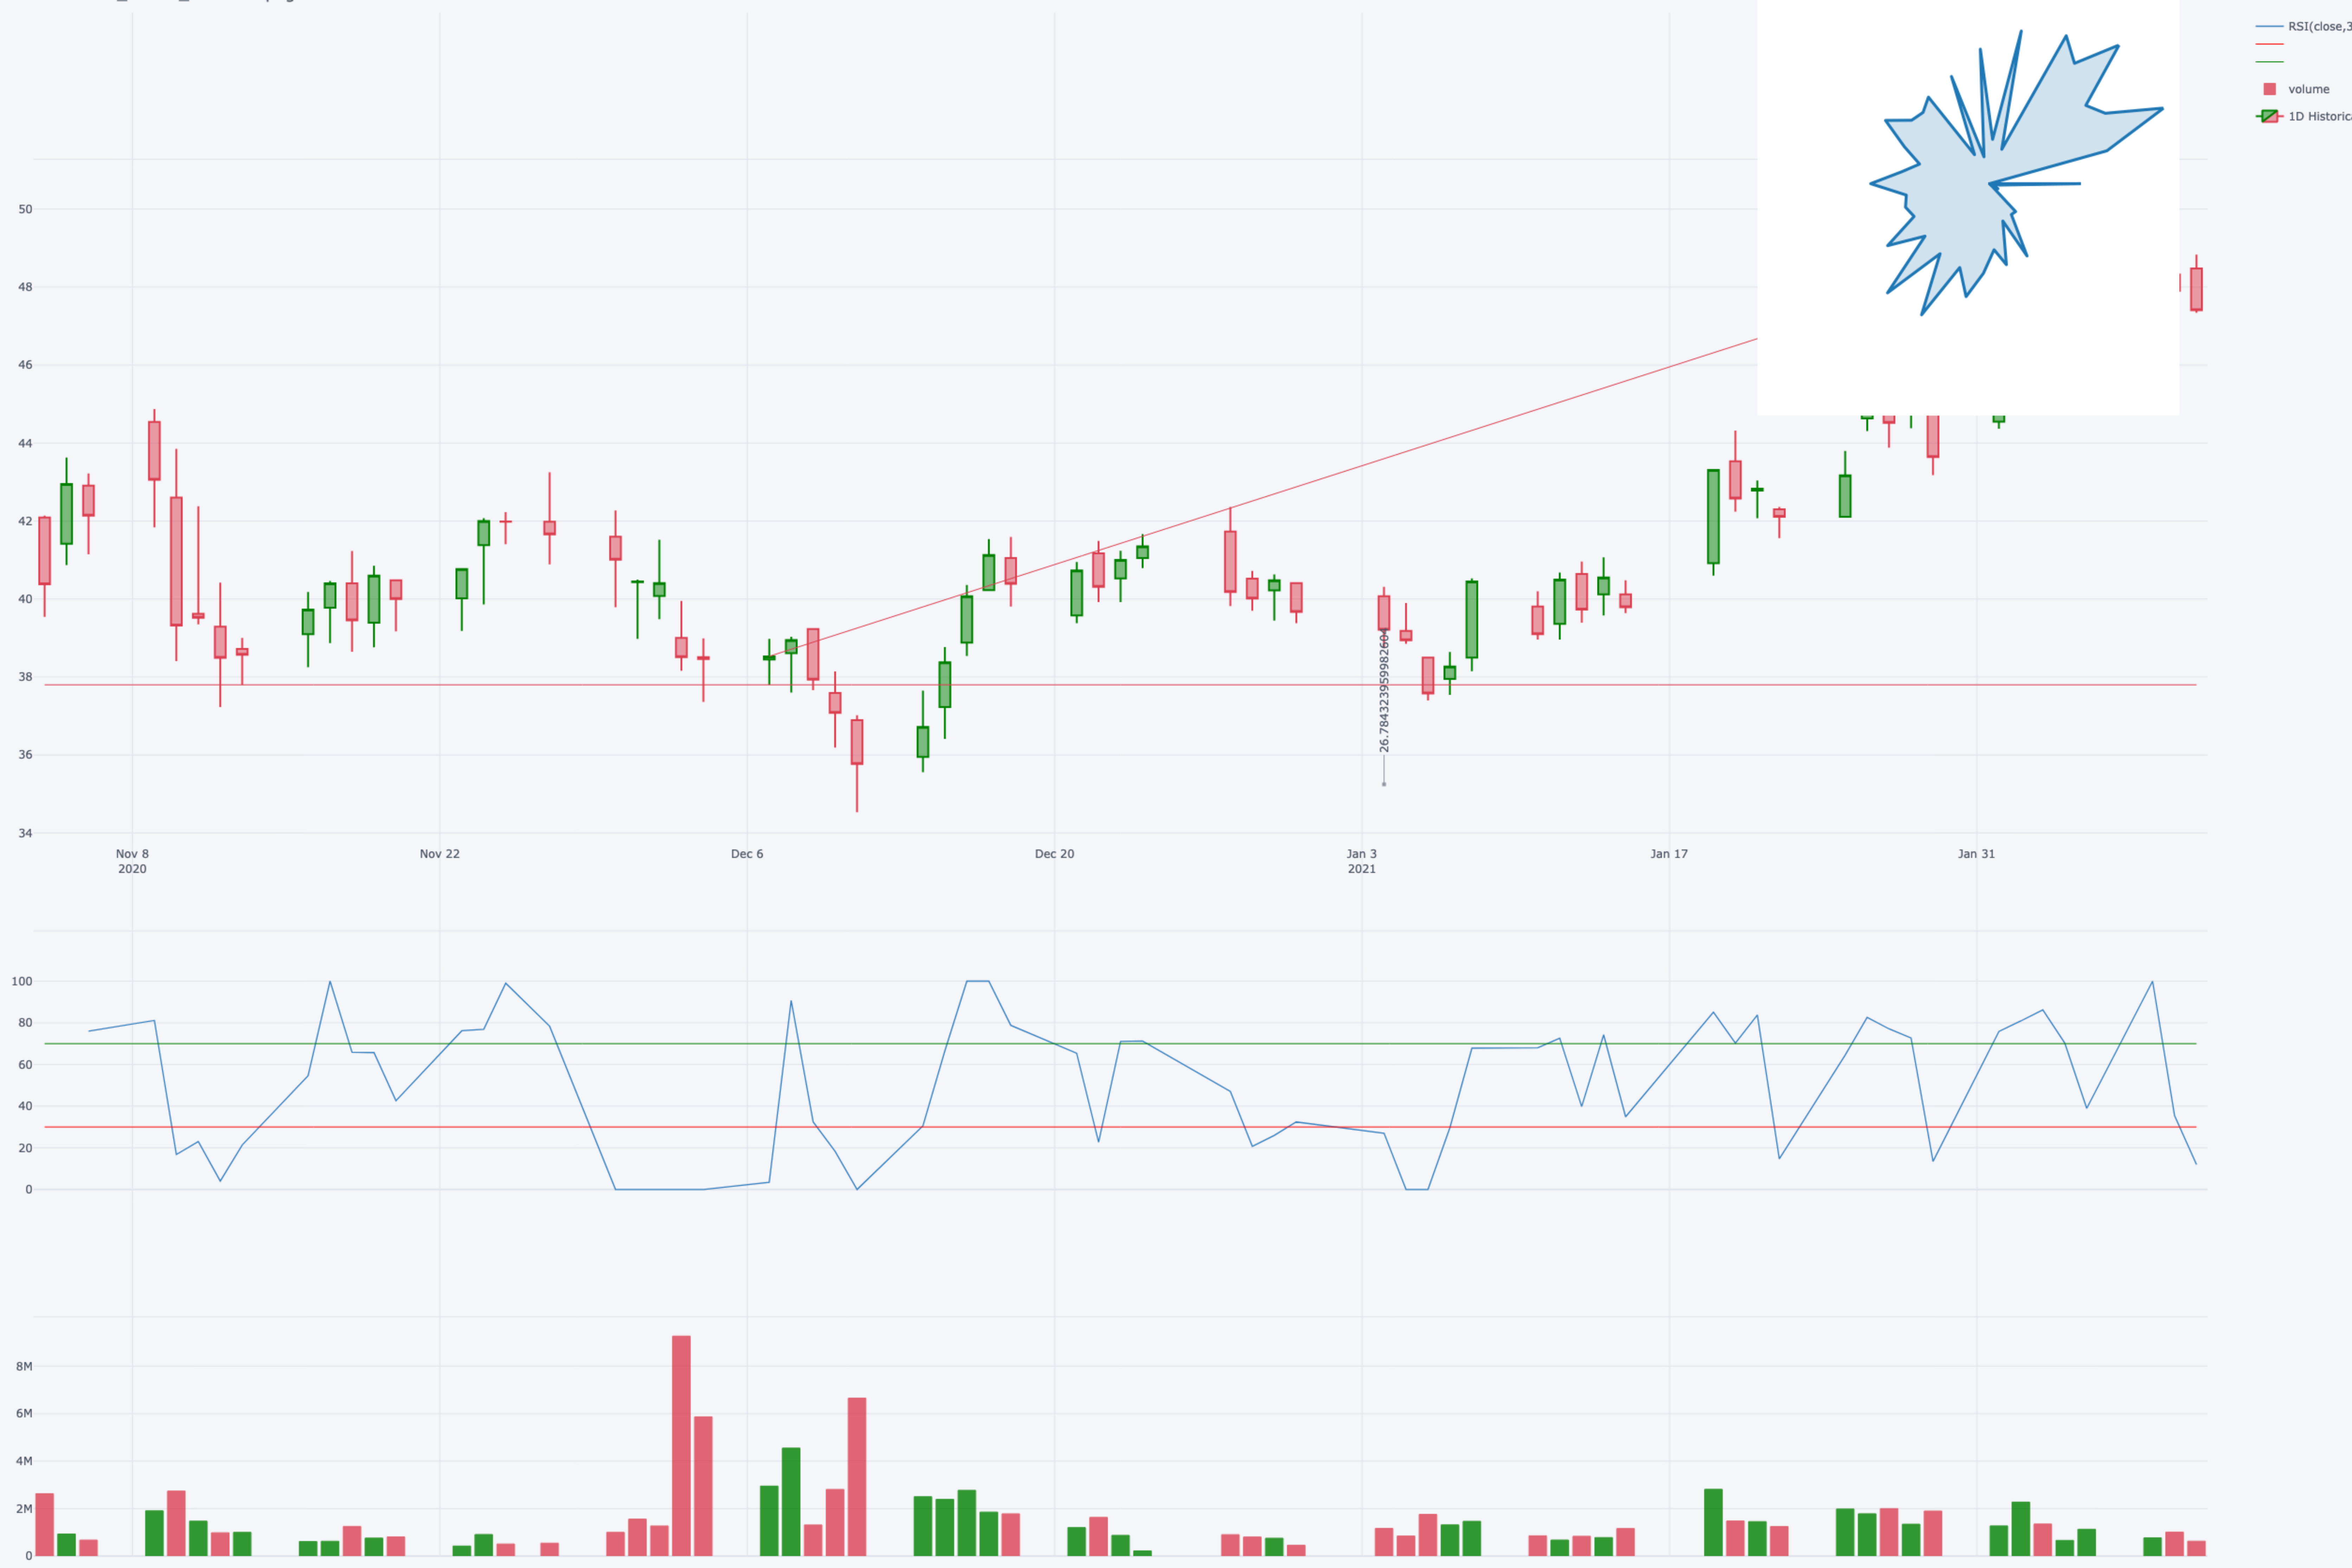 RSI(close,3
volume
1D Historica
50
48
46
44
42
40
38
36
34
26.784323959982604
Nov 8
2020
Nov 22
Dec 6
Dec 20
Jan 3
2021
Jan 17
Jan 31
100
80
60
40
20
0
8M
6M
4M
2M
0